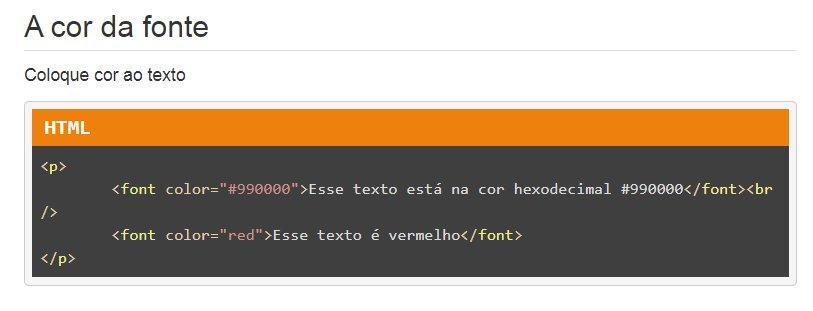 A cor da fonte
Coloque cor ao texto
HTML
<p>
<font color="#990000">Esse texto está na cor hexodecimal #990000</font><br
/>
<font color="red">Esse texto é vermelho</font>
</p>